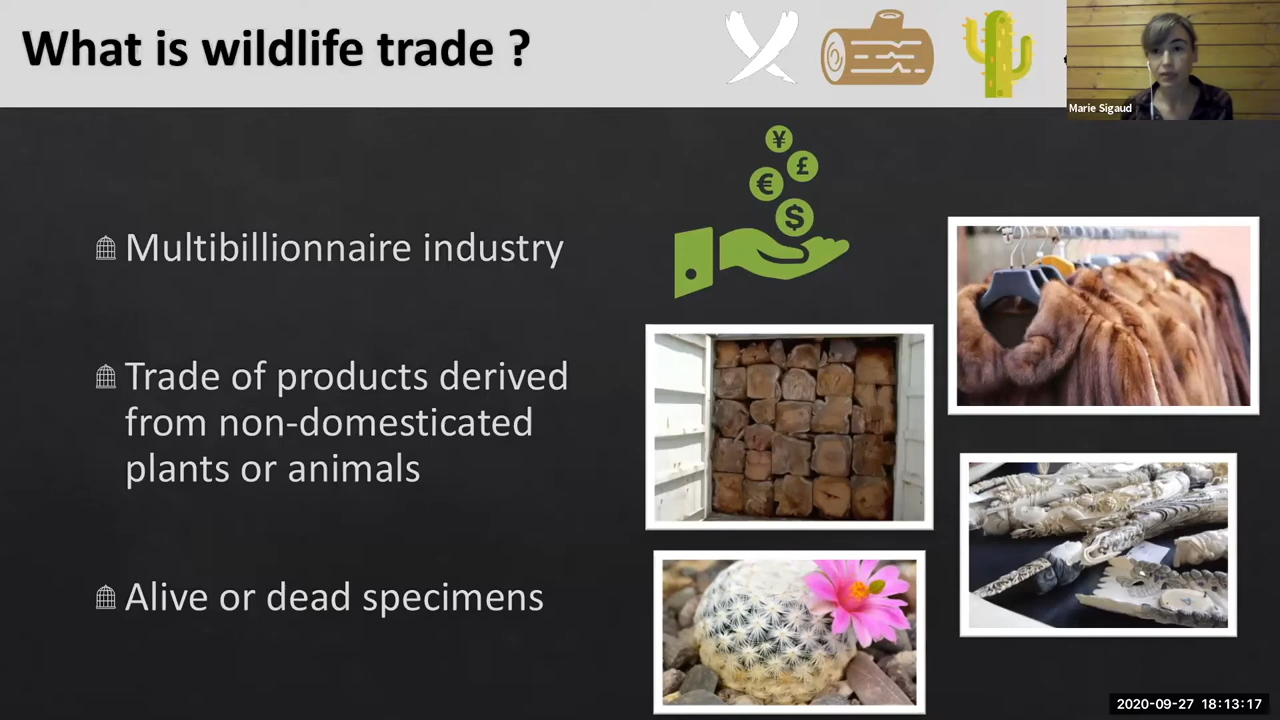 What is wildlife trade ?
Marie Sigaud
¥
£
€
$
Multibillionnaire industry
Trade of products derived
from non-domesticated
plants or animals
Alive or dead specimens
2020-09-27 18:13:17